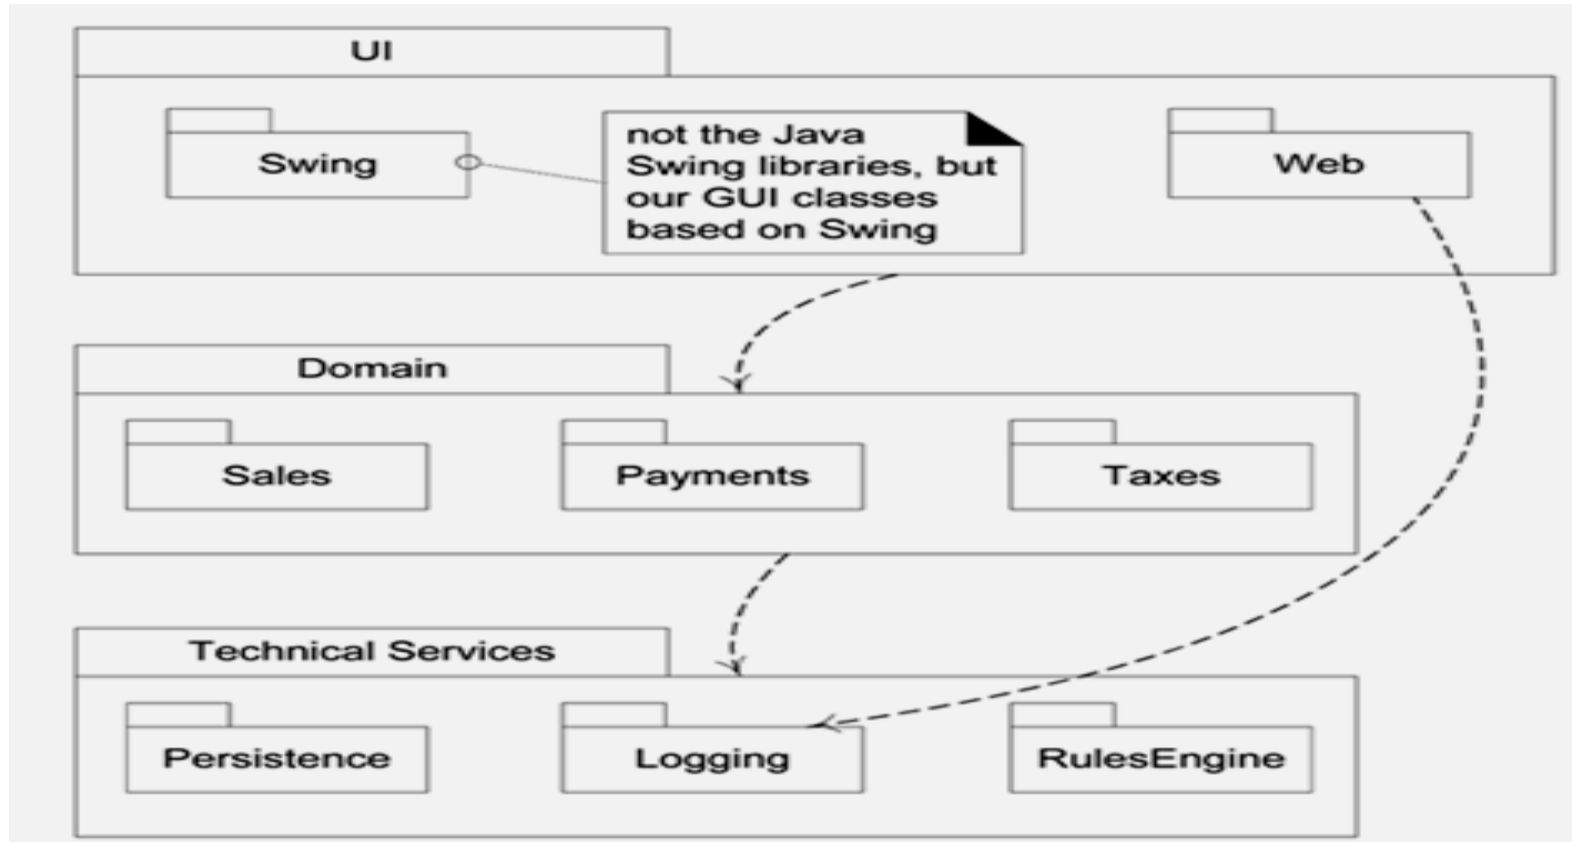 UI
Swing
not the Java
Swing libraries, but
our GUI classes
based on Swing
Web
Domain
Sales
Payments
Taxes
Technical Services
Persistence
Logging
RulesEngine